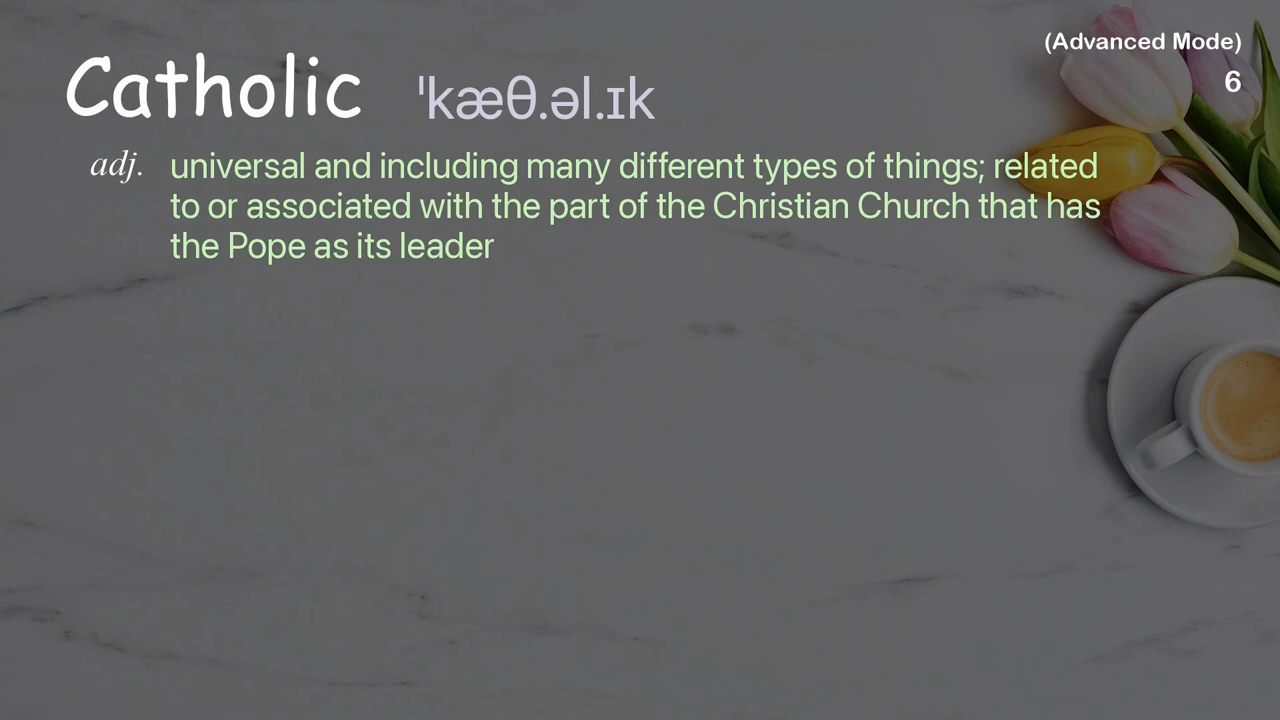 (Advanced Mode)
Catholic ˈkæθ.əl.ɪk
6
adj. universal and including many different types of things; related
to or associated with the part of the Christian Church that has
the Pope as its leader